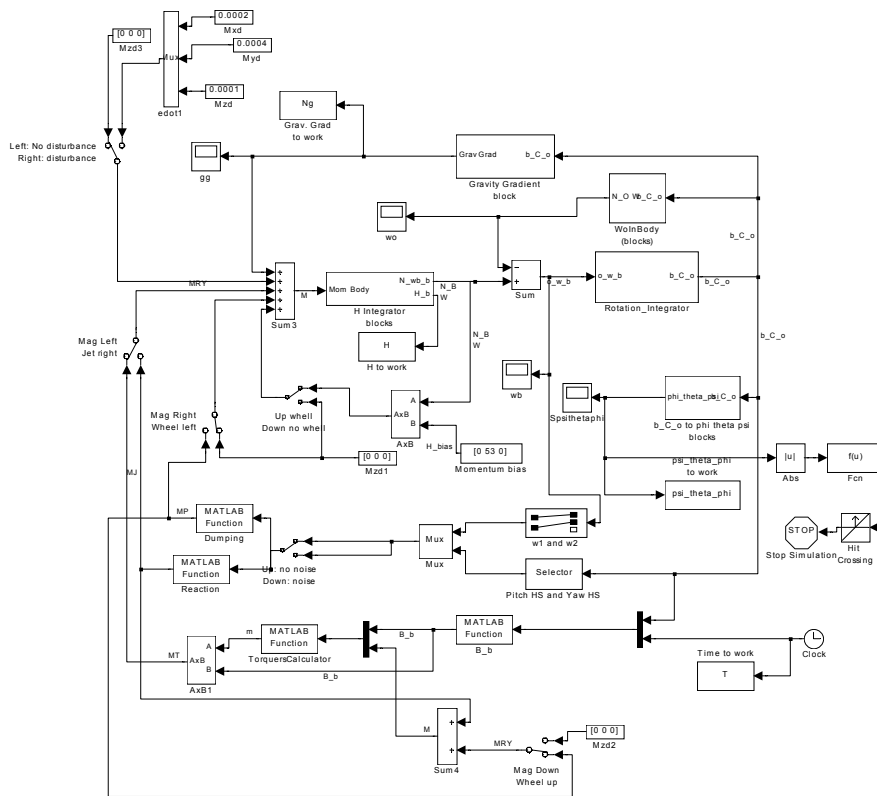 [0 0 0]
Mzd3
0.0002
Mxd
0.0004
Myd
0.0001
Mzd
Mux
edot1
Left: No disturbance
Right: disturbance
gg
Ng
Grav. Grad
to work
Grav Grad
b_C_o
Gravity Gradient
block
wo
N_O W
b_C_o
WoInBody
(blocks)
b_C_o
MRY
Sum3
M
Mom Body
N_wb_b
H_b
H Integrator
blocks
N_B
W
Sum
o_w_b
o_w_b
b_C_o
Rotation_Integrator
b_C_o
H
H to work
N_B
W
b_C_o
Mag Left
Jet right
Mag Right
Wheel left
Up whell
Down no whell
A
AxB
B
AxB
H_bias
[0 53 0]
Momentum bias
[0 0 0]
Mzd1
wb
Spsithetaphi
phi_theta_psi
b_C_o
b_C_o to phi theta psi
blocks
psi_theta_phi
to work
psi_theta_phi
|u|
Abs
f(u)
Fcn
STOP
Stop Simulation
Hit
Crossing
MJ
MP
MATLAB
Function
Dumping
MATLAB
Function
Reaction
Up: no noise
Down: noise
Mux
Mux
w1 and w2
Selector
Pitch HS and Yaw HS
MT
A
AxB
B
AxB1
m
MATLAB
Function
TorquersCalculator
B_b
B_b
MATLAB
Function
B_b
Time to work
T
Clock
M
Sum4
MRY
Mag Down
Wheel up
[0 0 0]
Mzd2